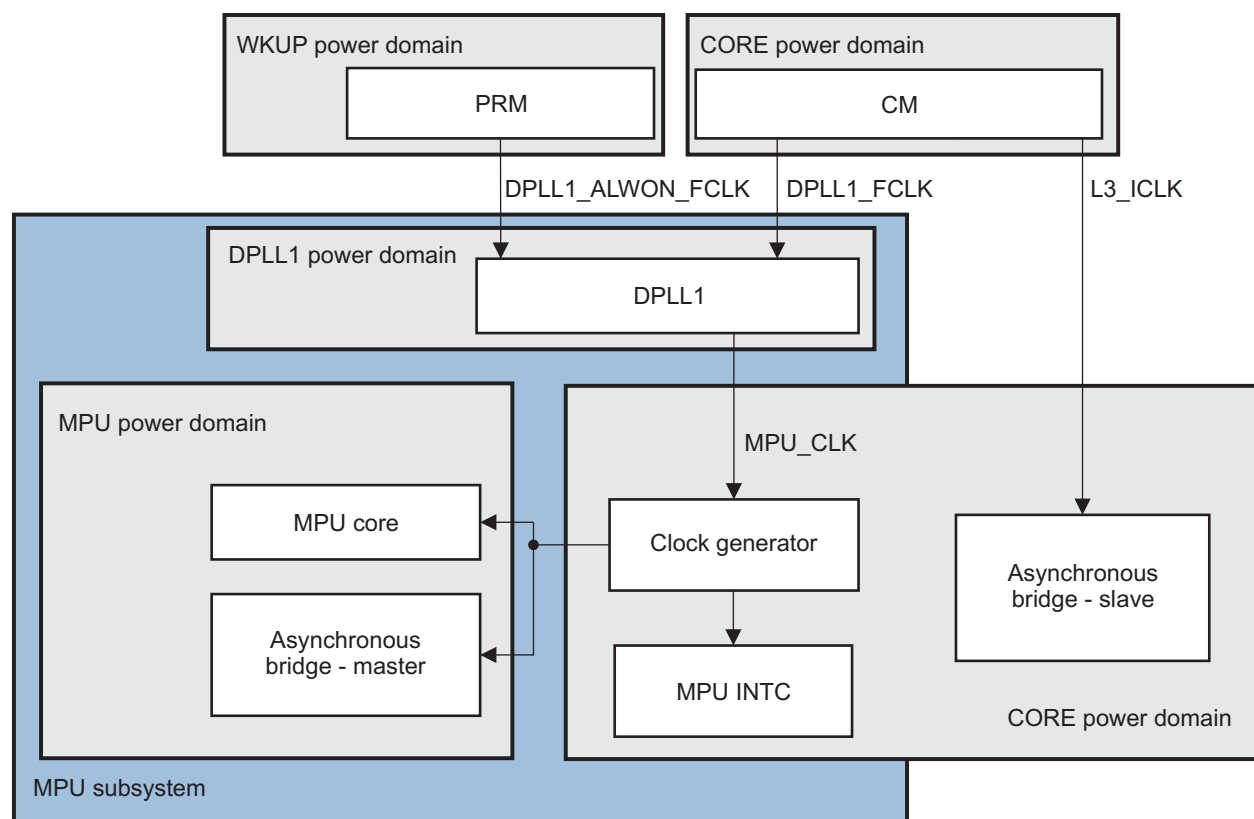 WKUP power domain
PRM
CORE power domain
CM
DPLL1_ALWON_FCLK
DPLL1_FCLK
L3_ICLK
DPLL1 power domain
DPLL1
MPU power domain
MPU_CLK
MPU core
Clock generator
Asynchronous
bridge - slave
Asynchronous
bridge - master
MPU INTC
CORE power domain
MPU subsystem